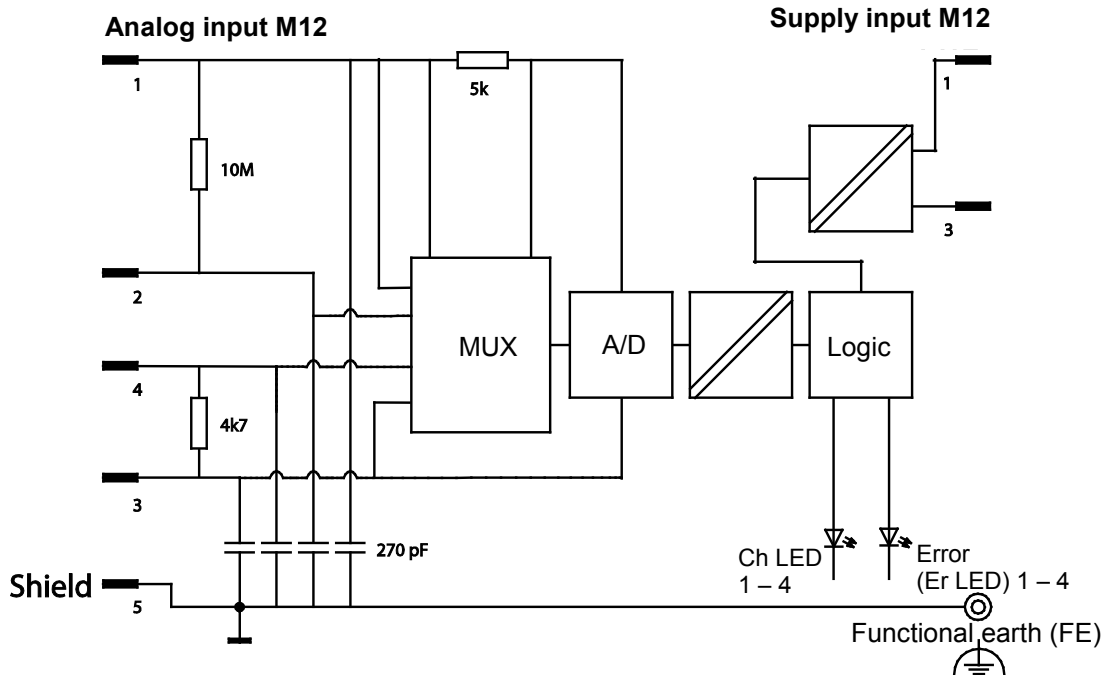 Analog input M12
Supply input M12
1
5k
1
10M
3
2
MUX
A/D
Logic
4
4k7
3
270 pF
Ch LED
1 – 4
Error
(Er LED) 1 – 4
Shield
5
Functional earth (FE)